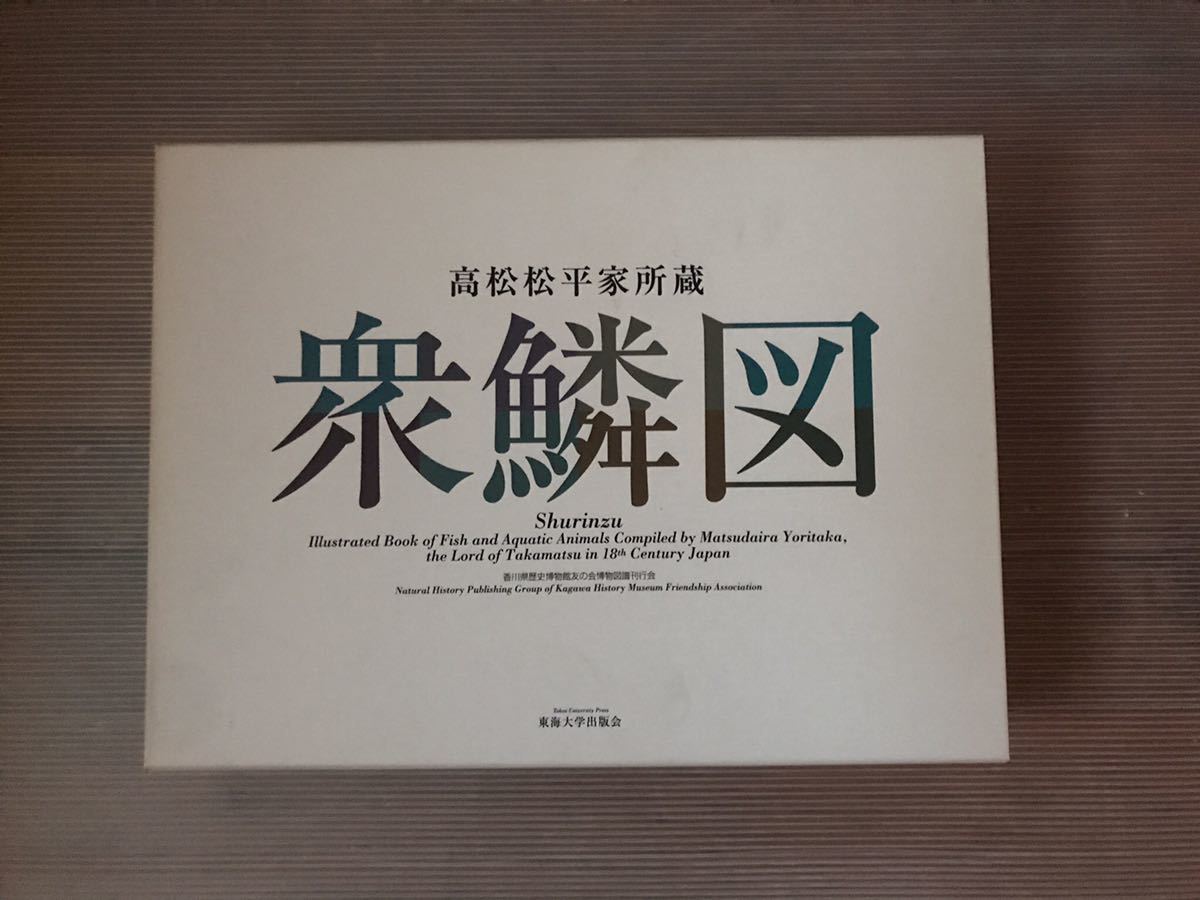 高松松平家所蔵
衆鱗図
Shurinzu
Illustrated Book of Fish and Aquatic Animals Compiled by Matsudaira Yoritaka,
the Lord of Takamatsu in 18th Century Japan
香川県歴史博物館友の会博物図譜刊行会
Natural History Publishing Group of Kagawa History Museum Friendship Association
Tokai University Press
東海大学出版会